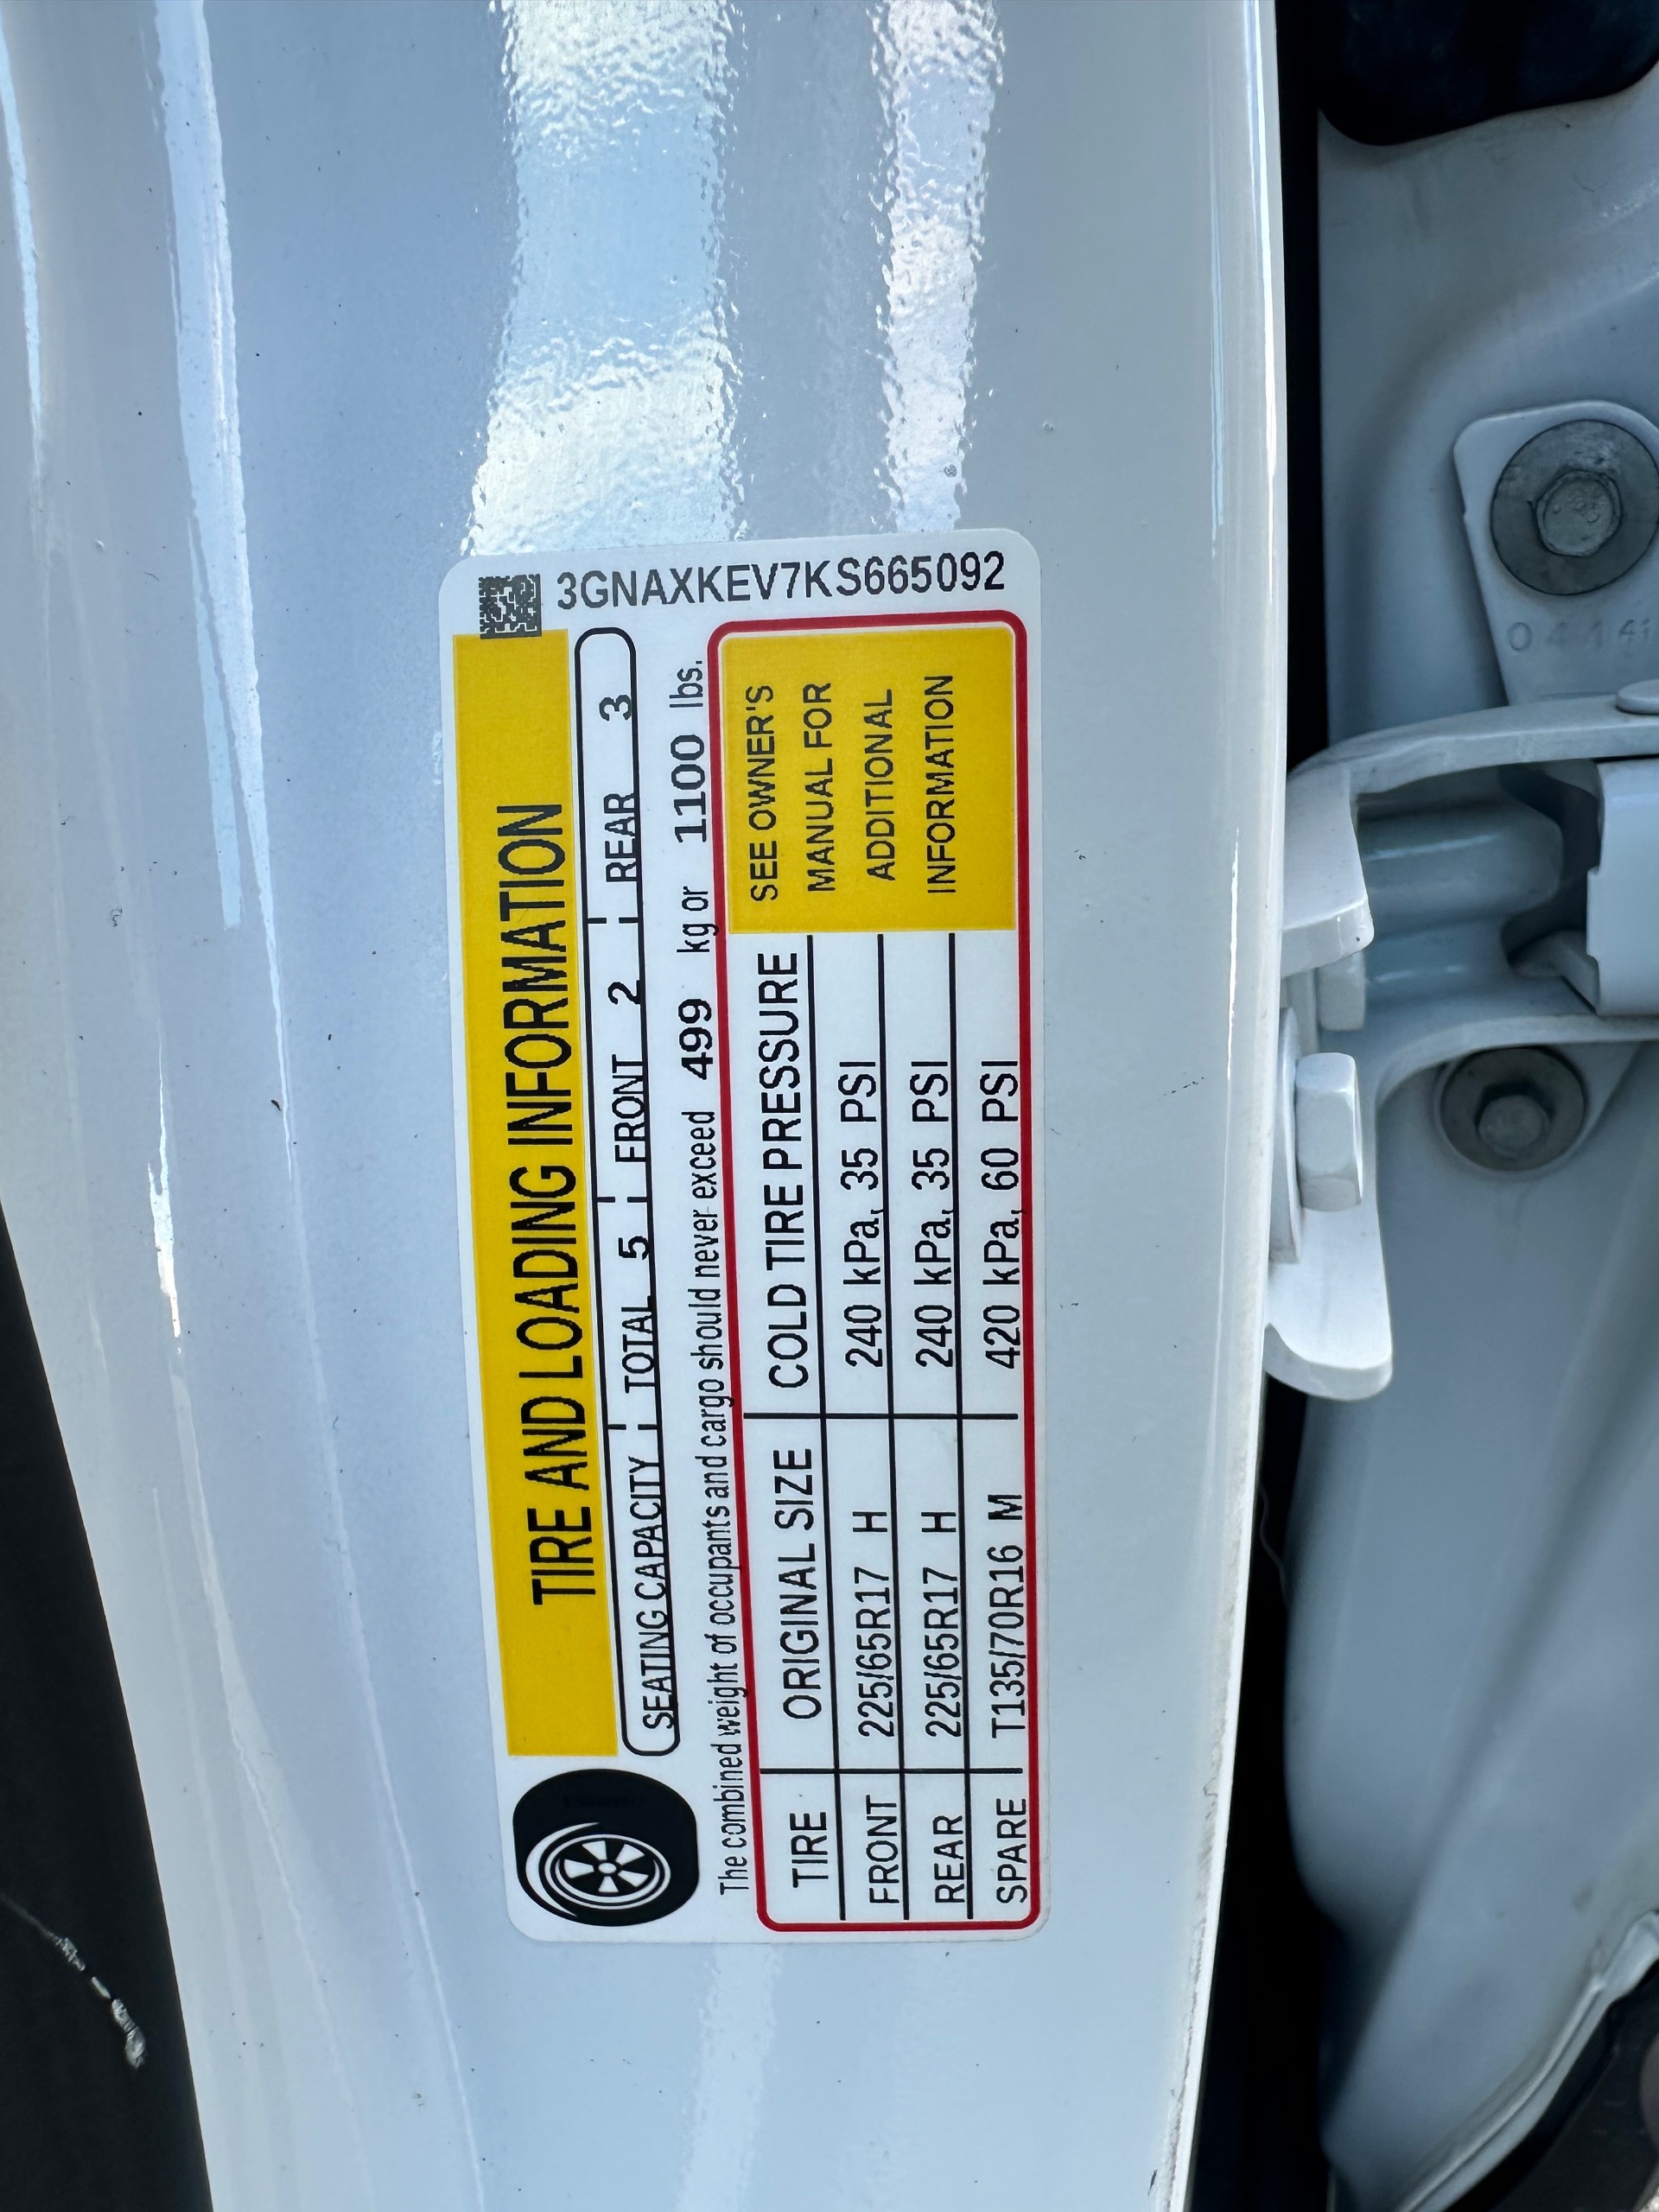 3GNAXKEV7KS665092
TIRE AND LOADING INFORMATION
SEATING CAPACITY TOTAL 5 FRONT 2 REAR 3
The combined weight of occupants and cargo should never exceed 499 kg or 1100 lbs.
TIRE ORIGINAL SIZE COLD TIRE PRESSURE
FRONT 225/65R17 H 240 kPa, 35 PSI
REAR 225/65R17 H 240 kPa, 35 PSI
SPARE T135/70R16 M 420 kPa, 60 PSI
SEE OWNER'S
MANUAL FOR
ADDITIONAL
INFORMATION